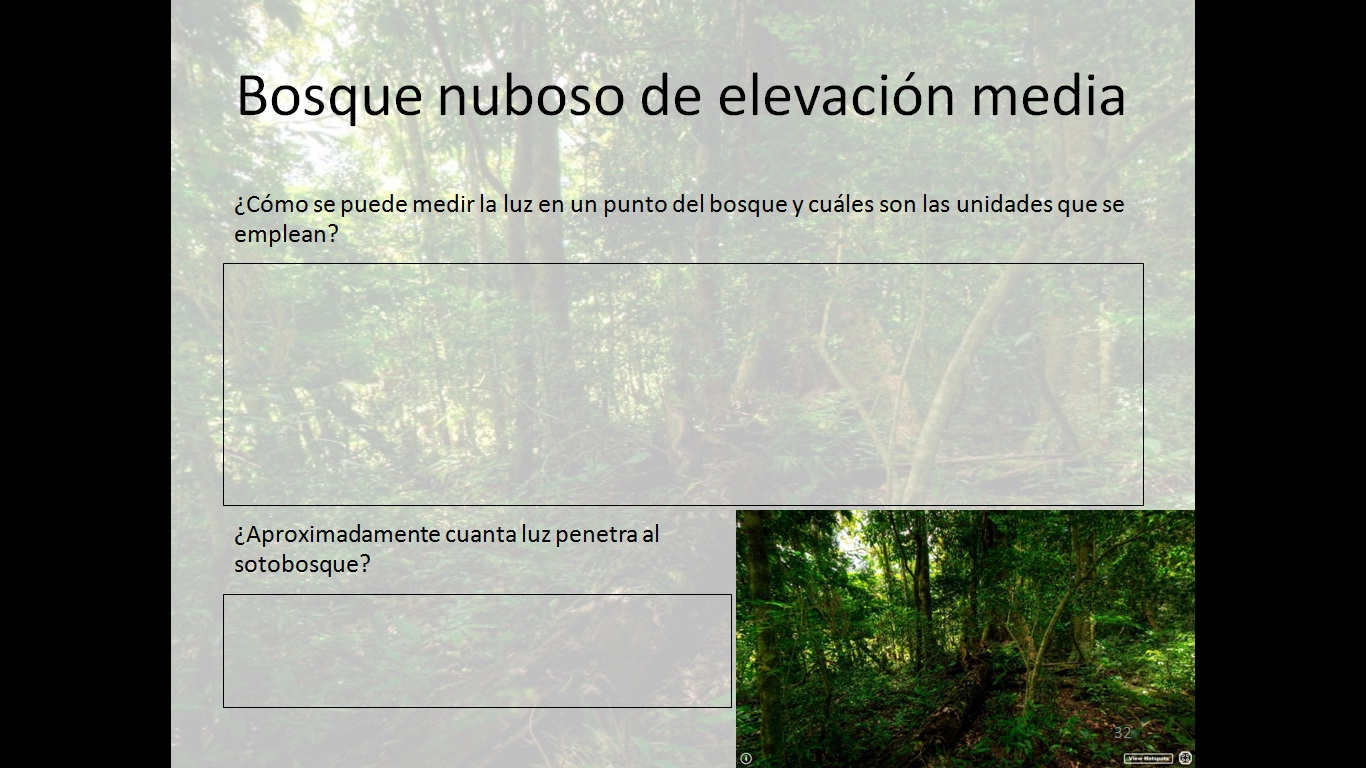 Bosque nuboso de elevación media
¿Cómo se puede medir la luz en un punto del bosque y cuáles son las unidades que se
emplean?
¿Aproximadamente cuanta luz penetra al
sotobosque?
32
View Hotspots